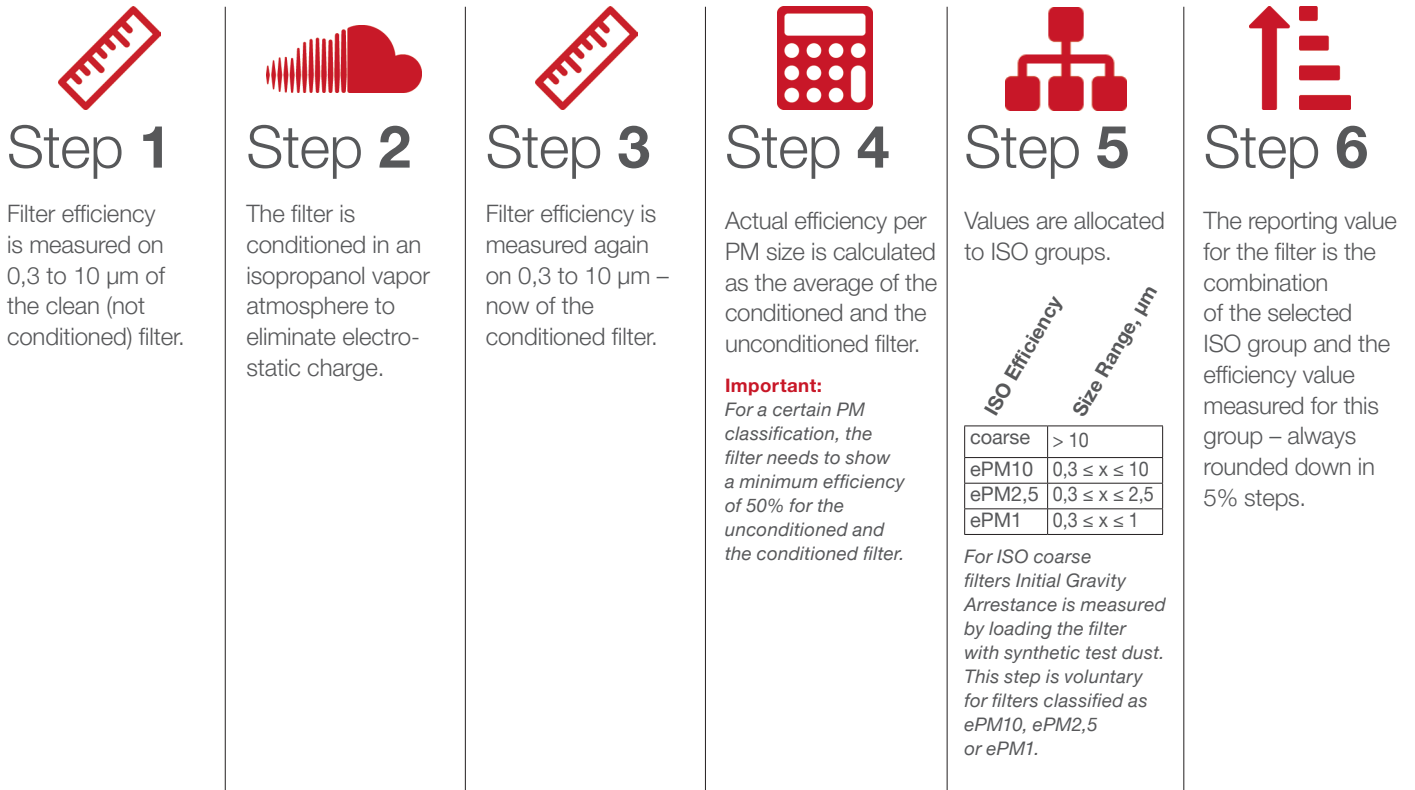 Step 1
Filter efficiency
is measured on
0,3 to 10 µm of
the clean (not
conditioned) filter.
Step 2
The filter is
conditioned in an
isopropanol vapor
atmosphere to
eliminate electro-
static charge.
Step 3
Filter efficiency is
measured again
on 0,3 to 10 µm –
now of the
conditioned filter.
Step 4
Actual efficiency per
PM size is calculated
as the average of the
conditioned and the
unconditioned filter.
Important:
For a certain PM
classification, the
filter needs to show
a minimum efficiency
of 50% for the
unconditioned and
the conditioned filter.
Step 5
Values are allocated
to ISO groups.
ISO Efficiency Size Range, µm
coarse > 10
ePM10 0,3 ≤ x ≤ 10
ePM2,5 0,3 ≤ x ≤ 2,5
ePM1 0,3 ≤ x ≤ 1
For ISO coarse
filters Initial Gravity
Arrestance is measured
by loading the filter
with synthetic test dust.
This step is voluntary
for filters classified as
ePM10, ePM2,5
or ePM1.
Step 6
The reporting value
for the filter is the
combination
of the selected
ISO group and the
efficiency value
measured for this
group – always
rounded down in
5% steps.